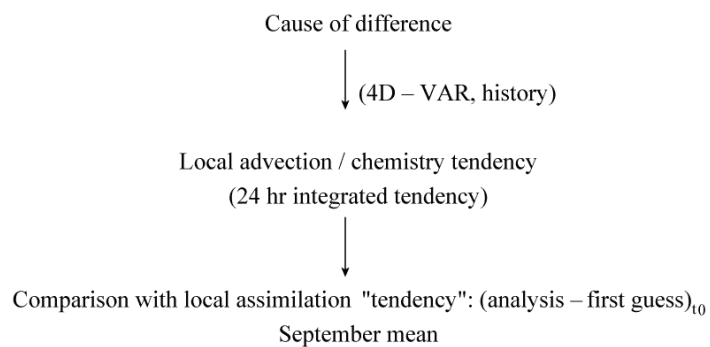 Cause of difference
(4D – VAR, history)
Local advection / chemistry tendency
(24 hr integrated tendency)
Comparison with local assimilation "tendency": (analysis – first guess)t0
September mean